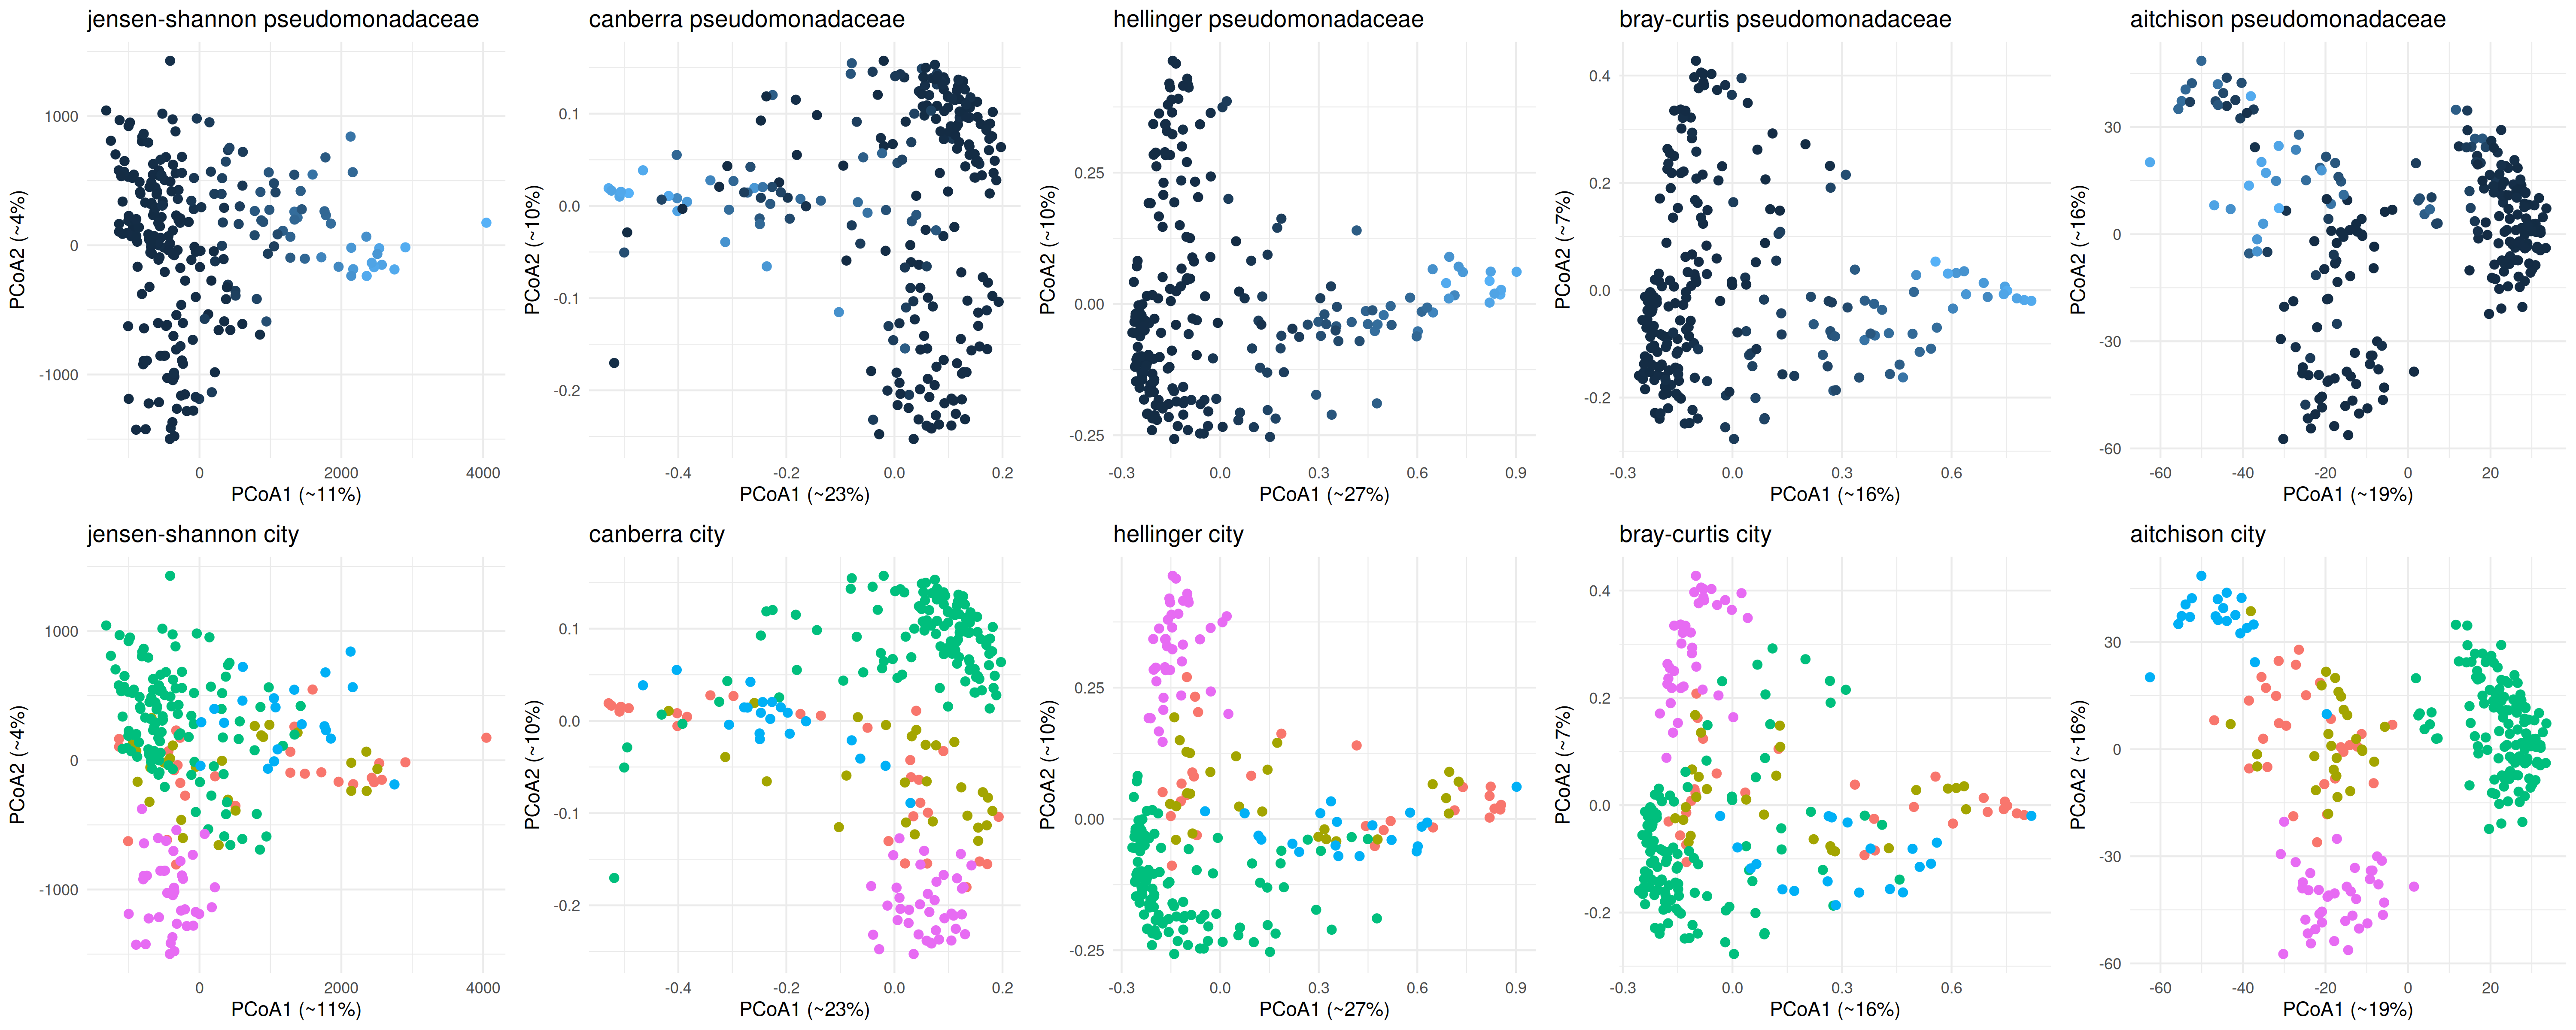 jensen-shannon pseudomonadaceae
PCoA2 (~4%)
1000
0
-1000
0
2000
4000
PCoA1 (~11%)
canberra pseudomonadaceae
PCoA2 (~10%)
0.1
0.0
-0.1
-0.2
-0.4
-0.2
0.0
0.2
PCoA1 (~23%)
hellinger pseudomonadaceae
PCoA2 (~10%)
0.25
0.00
-0.25
-0.3
0.0
0.3
0.6
0.9
PCoA1 (~27%)
bray-curtis pseudomonadaceae
PCoA2 (~7%)
0.4
0.2
0.0
-0.2
-0.3
0.0
0.3
0.6
PCoA1 (~16%)
aitchison pseudomonadaceae
PCoA2 (~16%)
30
0
-30
-60
-60
-40
-20
0
20
PCoA1 (~19%)
jensen-shannon city
PCoA2 (~4%)
1000
0
-1000
0
2000
4000
PCoA1 (~11%)
canberra city
PCoA2 (~10%)
0.1
0.0
-0.1
-0.2
-0.4
-0.2
0.0
0.2
PCoA1 (~23%)
hellinger city
PCoA2 (~10%)
0.25
0.00
-0.25
-0.3
0.0
0.3
0.6
0.9
PCoA1 (~27%)
bray-curtis city
PCoA2 (~7%)
0.4
0.2
0.0
-0.2
-0.3
0.0
0.3
0.6
PCoA1 (~16%)
aitchison city
PCoA2 (~16%)
30
0
-30
-60
-60
-40
-20
0
20
PCoA1 (~19%)